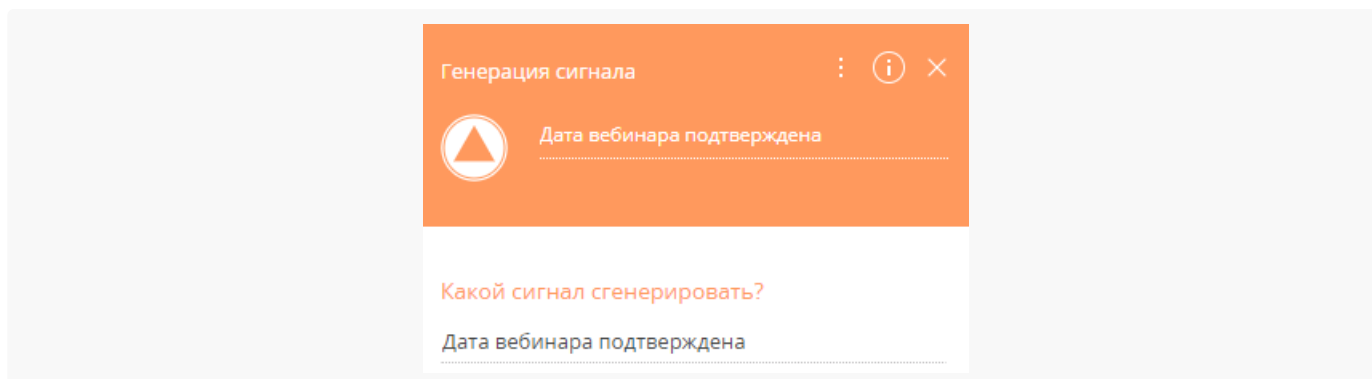 Генерация сигнала
Дата вебинара подтверждена
Какой сигнал сгенерировать?
Дата вебинара подтверждена